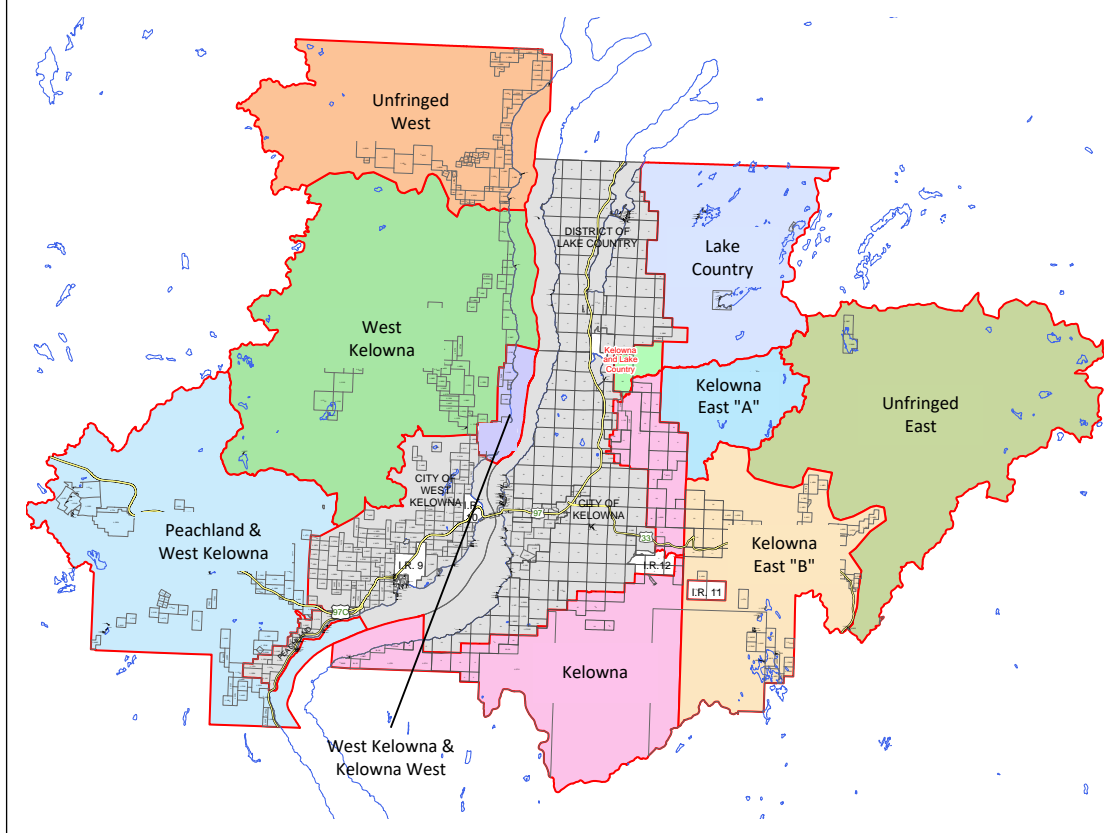 Unfringed
West
DISTRICT OF
LAKE COUNTRY
Lake
Country
West
Kelowna
Kelowna
and Lake
Country
Kelowna
East "A"
Unfringed
East
CITY OF
WEST
KELOWNA
I.R.
10
97
CITY OF
KELOWNA
K
33
Peachland &
West Kelowna
I.R. 9
I.R.12
Kelowna
East "B"
I.R. 11
97C
Kelowna
West Kelowna &
Kelowna West